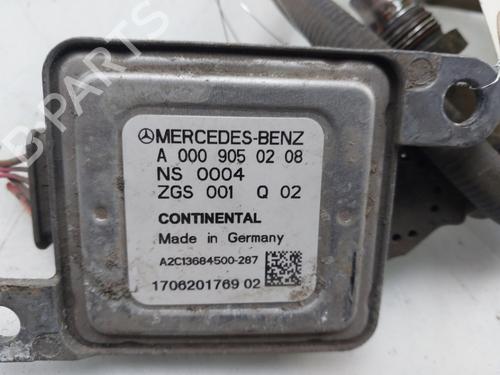 B-PARTS
MERCEDES-BENZ
A 000 905 02 08
NS 0004
ZGS 001 Q 02
CONTINENTAL
Made in Germany
A2C13684500-287
1706201769 02